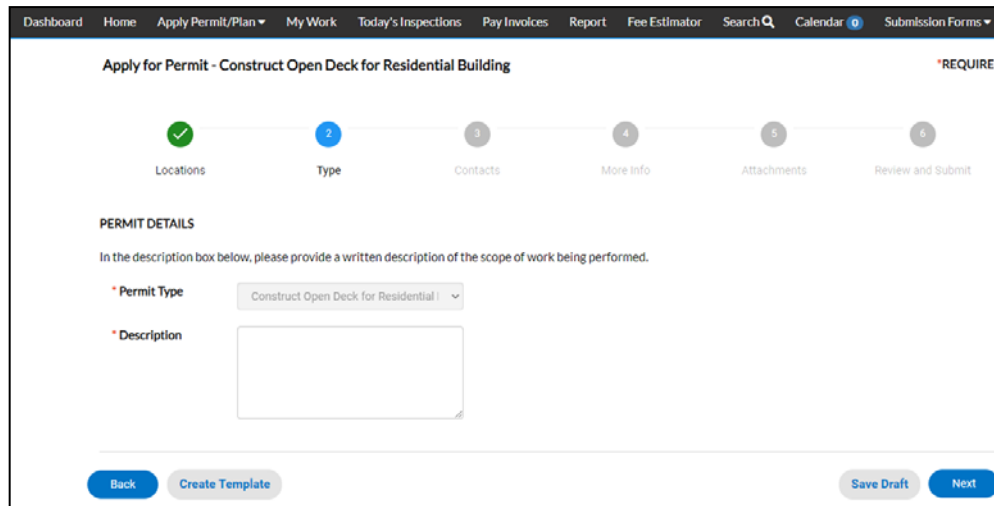 Dashboard Home Apply Permit/Plan My Work Today's Inspections Pay Invoices Report Fee Estimator Search Calendar 0 Submission Forms
Apply for Permit - Construct Open Deck for Residential Building *REQUIRE
2 3 4 5 6
Locations Type Contacts More Info Attachments Review and Submit
PERMIT DETAILS
In the description box below, please provide a written description of the scope of work being performed.
* Permit Type Construct Open Deck for Residential
* Description
Back Create Template Save Draft Next